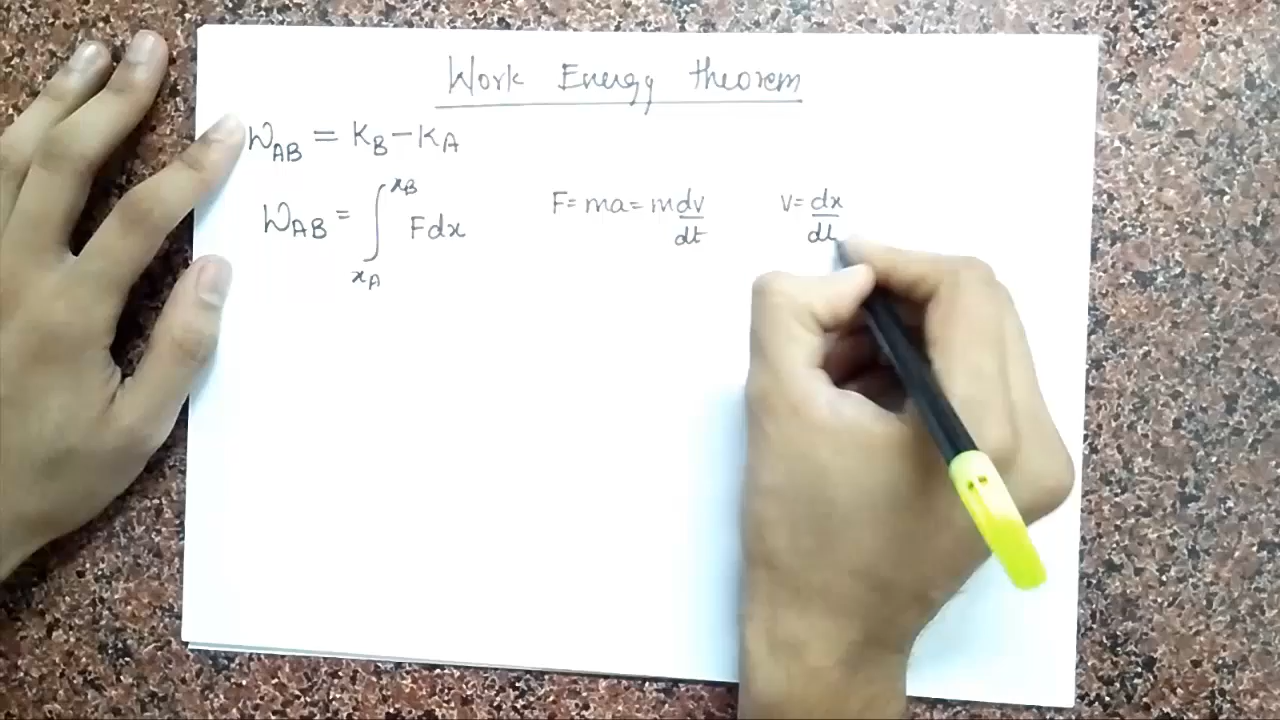 Work Energy theorem
W_AB = K_B - K_A
W_AB = ∫_{x_A}^{x_B} F dx    F = ma = m dv/dt    v = dx/dt